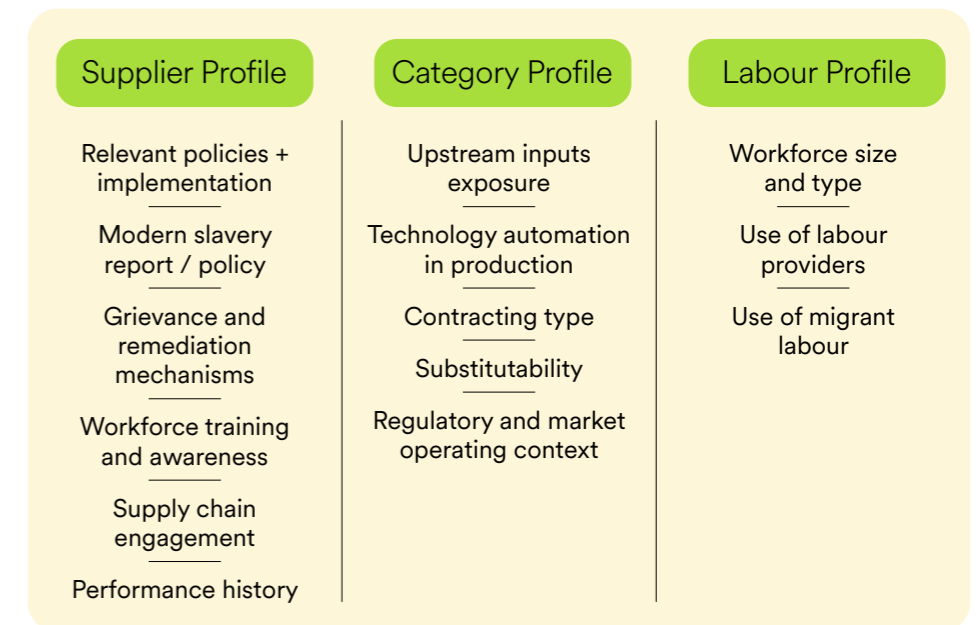 Supplier Profile
Relevant policies +
implementation
Modern slavery
report / policy
Grievance and
remediation
mechanisms
Workforce training
and awareness
Supply chain
engagement
Performance history
Category Profile
Upstream inputs
exposure
Technology automation
in production
Contracting type
Substitutability
Regulatory and market
operating context
Labour Profile
Workforce size
and type
Use of labour
providers
Use of migrant
labour